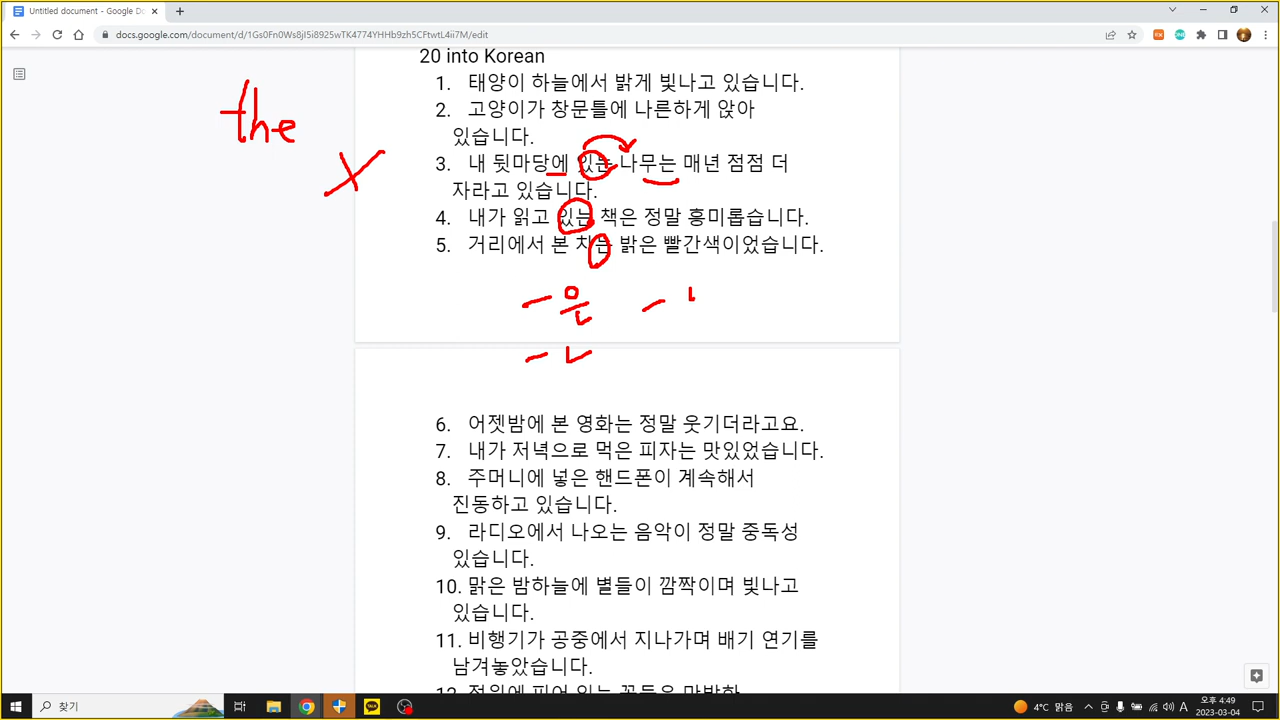 Untitled document - Google Do
docs.google.com/document/d/1Gs0Fn0Ws8jI5i8925wTK4774YHHb9zh5CFtwtL4ii7M/edit
20 into Korean
the
1. 태양이 하늘에서 밝게 빛나고 있습니다.
2. 고양이가 창문틀에 나른하게 앉아
있습니다.
3. 내 뒷마당에 있는 나무는 매년 점점 더
자라고 있습니다.
4. 내가 읽고 있는 책은 정말 흥미롭습니다.
5. 거리에서 본 차는 밝은 빨간색이었습니다.
-은
-ㄴ
6. 어젯밤에 본 영화는 정말 웃기더라고요.
7. 내가 저녁으로 먹은 피자는 맛있었습니다.
8. 주머니에 넣은 핸드폰이 계속해서
진동하고 있습니다.
9. 라디오에서 나오는 음악이 정말 중독성
있습니다.
10. 맑은 밤하늘에 별들이 깜짝이며 빛나고
있습니다.
11. 비행기가 공중에서 지나가며 배기 연기를
남겨놓았습니다.
찾기
4°C 맑음
A
오후 4:49
2023-03-04